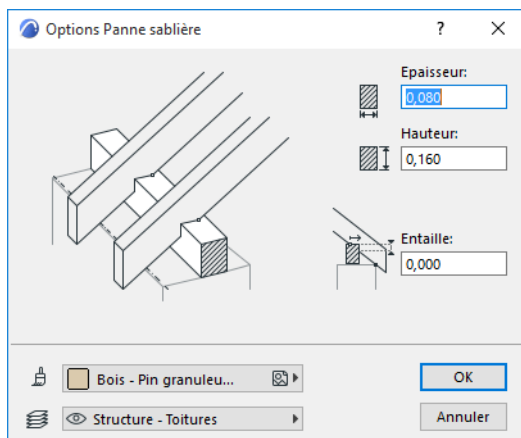 Options Panne sablière
?
Epaisseur:
0,080
Hauteur:
0,160
Entaille:
0,000
Bois - Pin granuleu...
OK
Structure - Toitures
Annuler